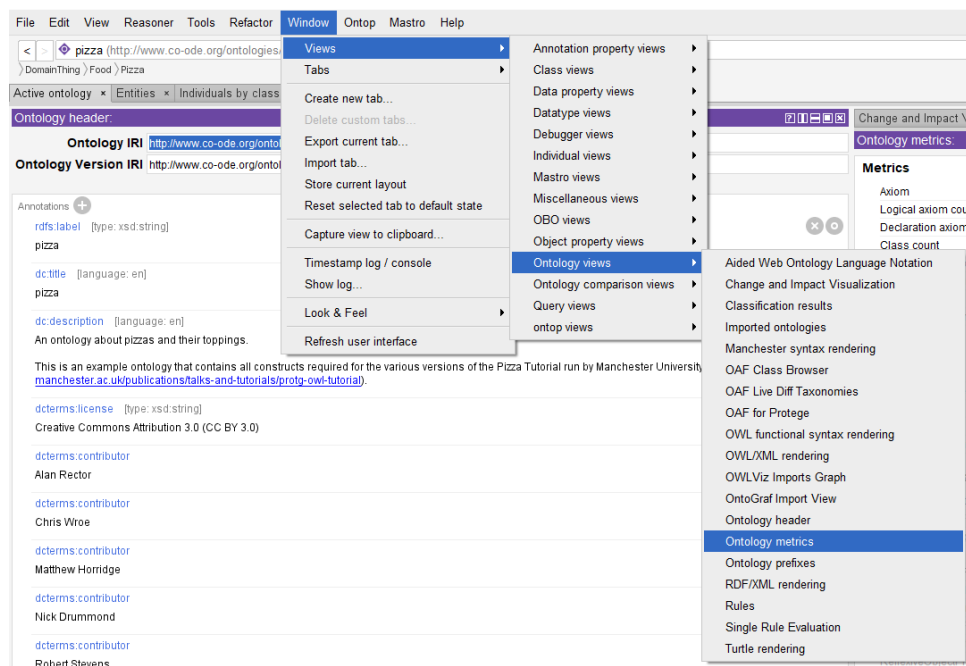 File Edit View Reasoner Tools Refactor Window Ontop Mastro Help
< > pizza (http://www.co-ode.org/ontologies/
DomainThing Food Pizza
Active ontology × Entities × Individuals by class
Ontology header:
Ontology IRI http://www.co-ode.org/ontol
Ontology Version IRI http://www.co-ode.org/ontol
Annotations
rdfs:label [type: xsd:string]
pizza
dc:title [language: en]
pizza
dc:description [language: en]
An ontology about pizzas and their toppings.
This is an example ontology that contains all constructs required for the various versions of the Pizza Tutorial run by Manchester University
manchester.ac.uk/publications/talks-and-tutorials/protg-owl-tutorial).
dcterms:license [type: xsd:string]
Creative Commons Attribution 3.0 (CC BY 3.0)
dcterms:contributor
Alan Rector
dcterms:contributor
Chris Wroe
dcterms:contributor
Matthew Horridge
dcterms:contributor
Nick Drummond
dcterms:contributor
Robert Stevens
Views
Tabs
Create new tab...
Delete custom tabs...
Export current tab...
Import tab...
Store current layout
Reset selected tab to default state
Capture view to clipboard...
Timestamp log / console
Show log...
Look & Feel
Refresh user interface
Annotation property views
Class views
Data property views
Datatype views
Debugger views
Individual views
Mastro views
Miscellaneous views
OBO views
Object property views
Ontology views
Ontology comparison views
Query views
ontop views
Aided Web Ontology Language Notation
Change and Impact Visualization
Classification results
Imported ontologies
Manchester syntax rendering
OAF Class Browser
OAF Live Diff Taxonomies
OAF for Protege
OWL functional syntax rendering
OWL/XML rendering
OWLViz Imports Graph
OntoGraf Import View
Ontology header
Ontology metrics
Ontology prefixes
RDF/XML rendering
Rules
Single Rule Evaluation
Turtle rendering
Change and Impact V
Ontology metrics:
Metrics
Axiom
Logical axiom cou
Declaration axiom
Class count